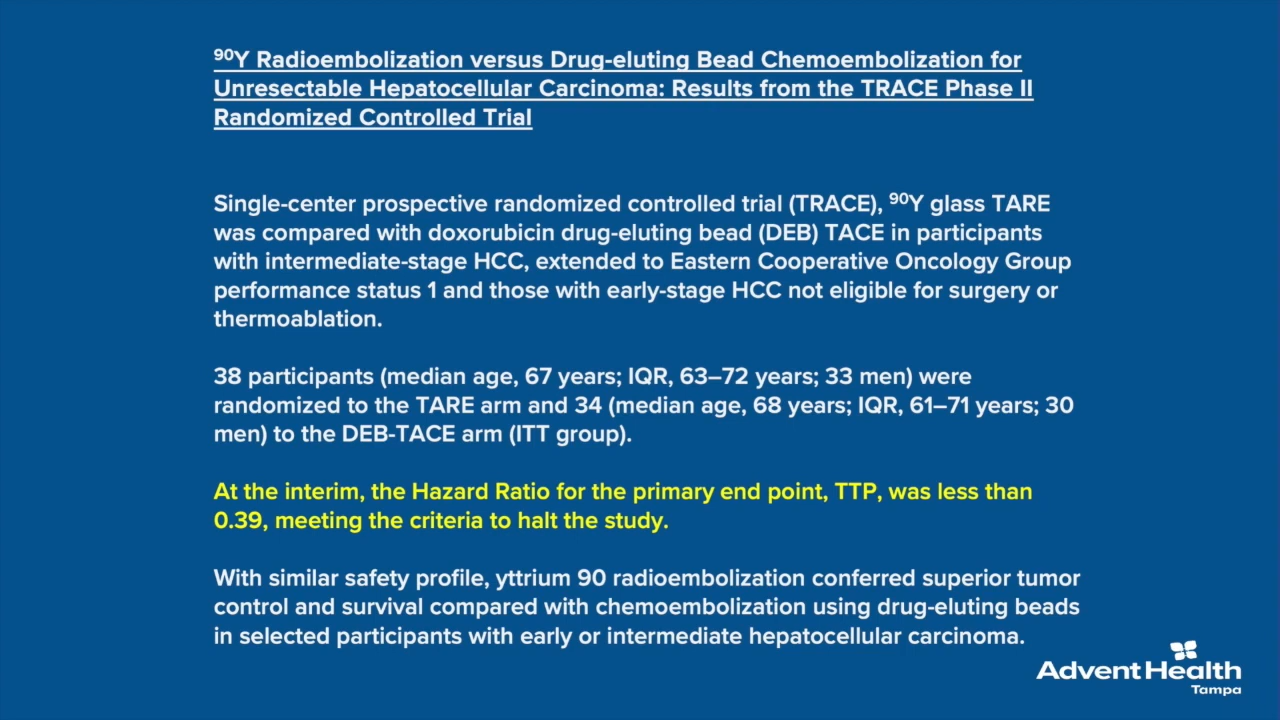 ⁹⁰Y Radioembolization versus Drug-eluting Bead Chemoembolization for
Unresectable Hepatocellular Carcinoma: Results from the TRACE Phase II
Randomized Controlled Trial
Single-center prospective randomized controlled trial (TRACE), ⁹⁰Y glass TARE
was compared with doxorubicin drug-eluting bead (DEB) TACE in participants
with intermediate-stage HCC, extended to Eastern Cooperative Oncology Group
performance status 1 and those with early-stage HCC not eligible for surgery or
thermoablation.
38 participants (median age, 67 years; IQR, 63–72 years; 33 men) were
randomized to the TARE arm and 34 (median age, 68 years; IQR, 61–71 years; 30
men) to the DEB-TACE arm (ITT group).
At the interim, the Hazard Ratio for the primary end point, TTP, was less than
0.39, meeting the criteria to halt the study.
With similar safety profile, yttrium 90 radioembolization conferred superior tumor
control and survival compared with chemoembolization using drug-eluting beads
in selected participants with early or intermediate hepatocellular carcinoma.
Advent Health
Tampa